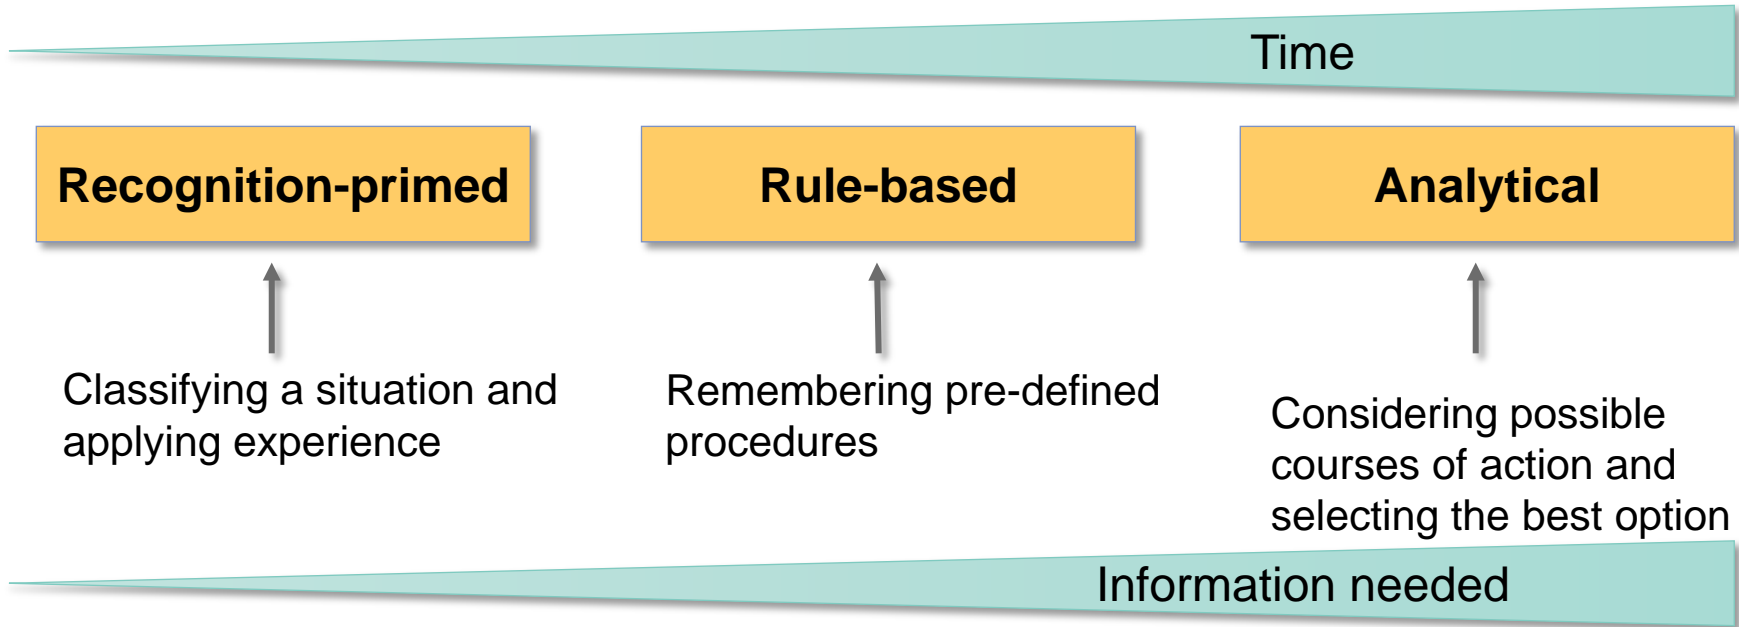 Time
Recognition-primed
Rule-based
Analytical
Classifying a situation and
applying experience
Remembering pre-defined
procedures
Considering possible
courses of action and
selecting the best option
Information needed